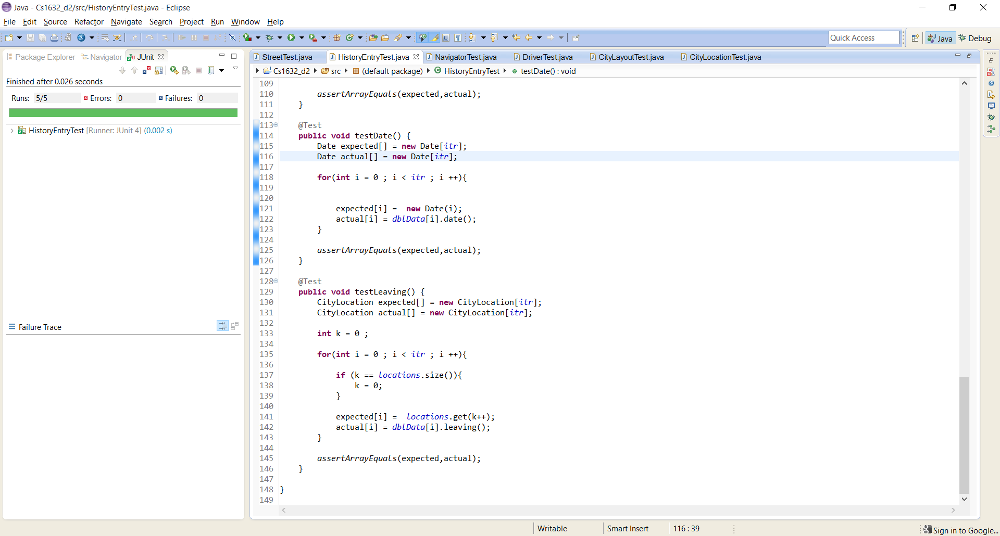 Java - Cs1632_d2/src/HistoryEntryTest.java - Eclipse
File Edit Source Refactor Navigate Search Project Run Window Help
Quick Access
Java
Debug
Package Explorer
Navigator
JUnit
Finished after 0.026 seconds
Runs: 5/5 Errors: 0 Failures: 0
HistoryEntryTest [Runner: JUnit 4] (0.002 s)
Failure Trace
StreetTest.java HistoryEntryTest.java NavigatorTest.java DriverTest.java CityLayoutTest.java CityLocationTest.java
Cs1632_d2 src (default package) HistoryEntryTest testDate() : void
109
110 assertArrayEquals(expected,actual);
111 }
112
113 @Test
114 public void testDate() {
115 Date expected[] = new Date[itr];
116 Date actual[] = new Date[itr];
117
118 for(int i = 0 ; i < itr ; i ++){
119
120
121 expected[i] =  new Date(i);
122 actual[i] = dblData[i].date();
123 }
124
125 assertArrayEquals(expected,actual);
126 }
127
128 @Test
129 public void testLeaving() {
130 CityLocation expected[] = new CityLocation[itr];
131 CityLocation actual[] = new CityLocation[itr];
132
133 int k = 0 ;
134
135 for(int i = 0 ; i < itr ; i ++){
136
137 if (k == locations.size()){
138 k = 0;
139 }
140
141 expected[i] =  locations.get(k++);
142 actual[i] = dblData[i].leaving();
143 }
144
145 assertArrayEquals(expected,actual);
146 }
147
148 }
149
Writable Smart Insert 116 : 39
Sign in to Google...